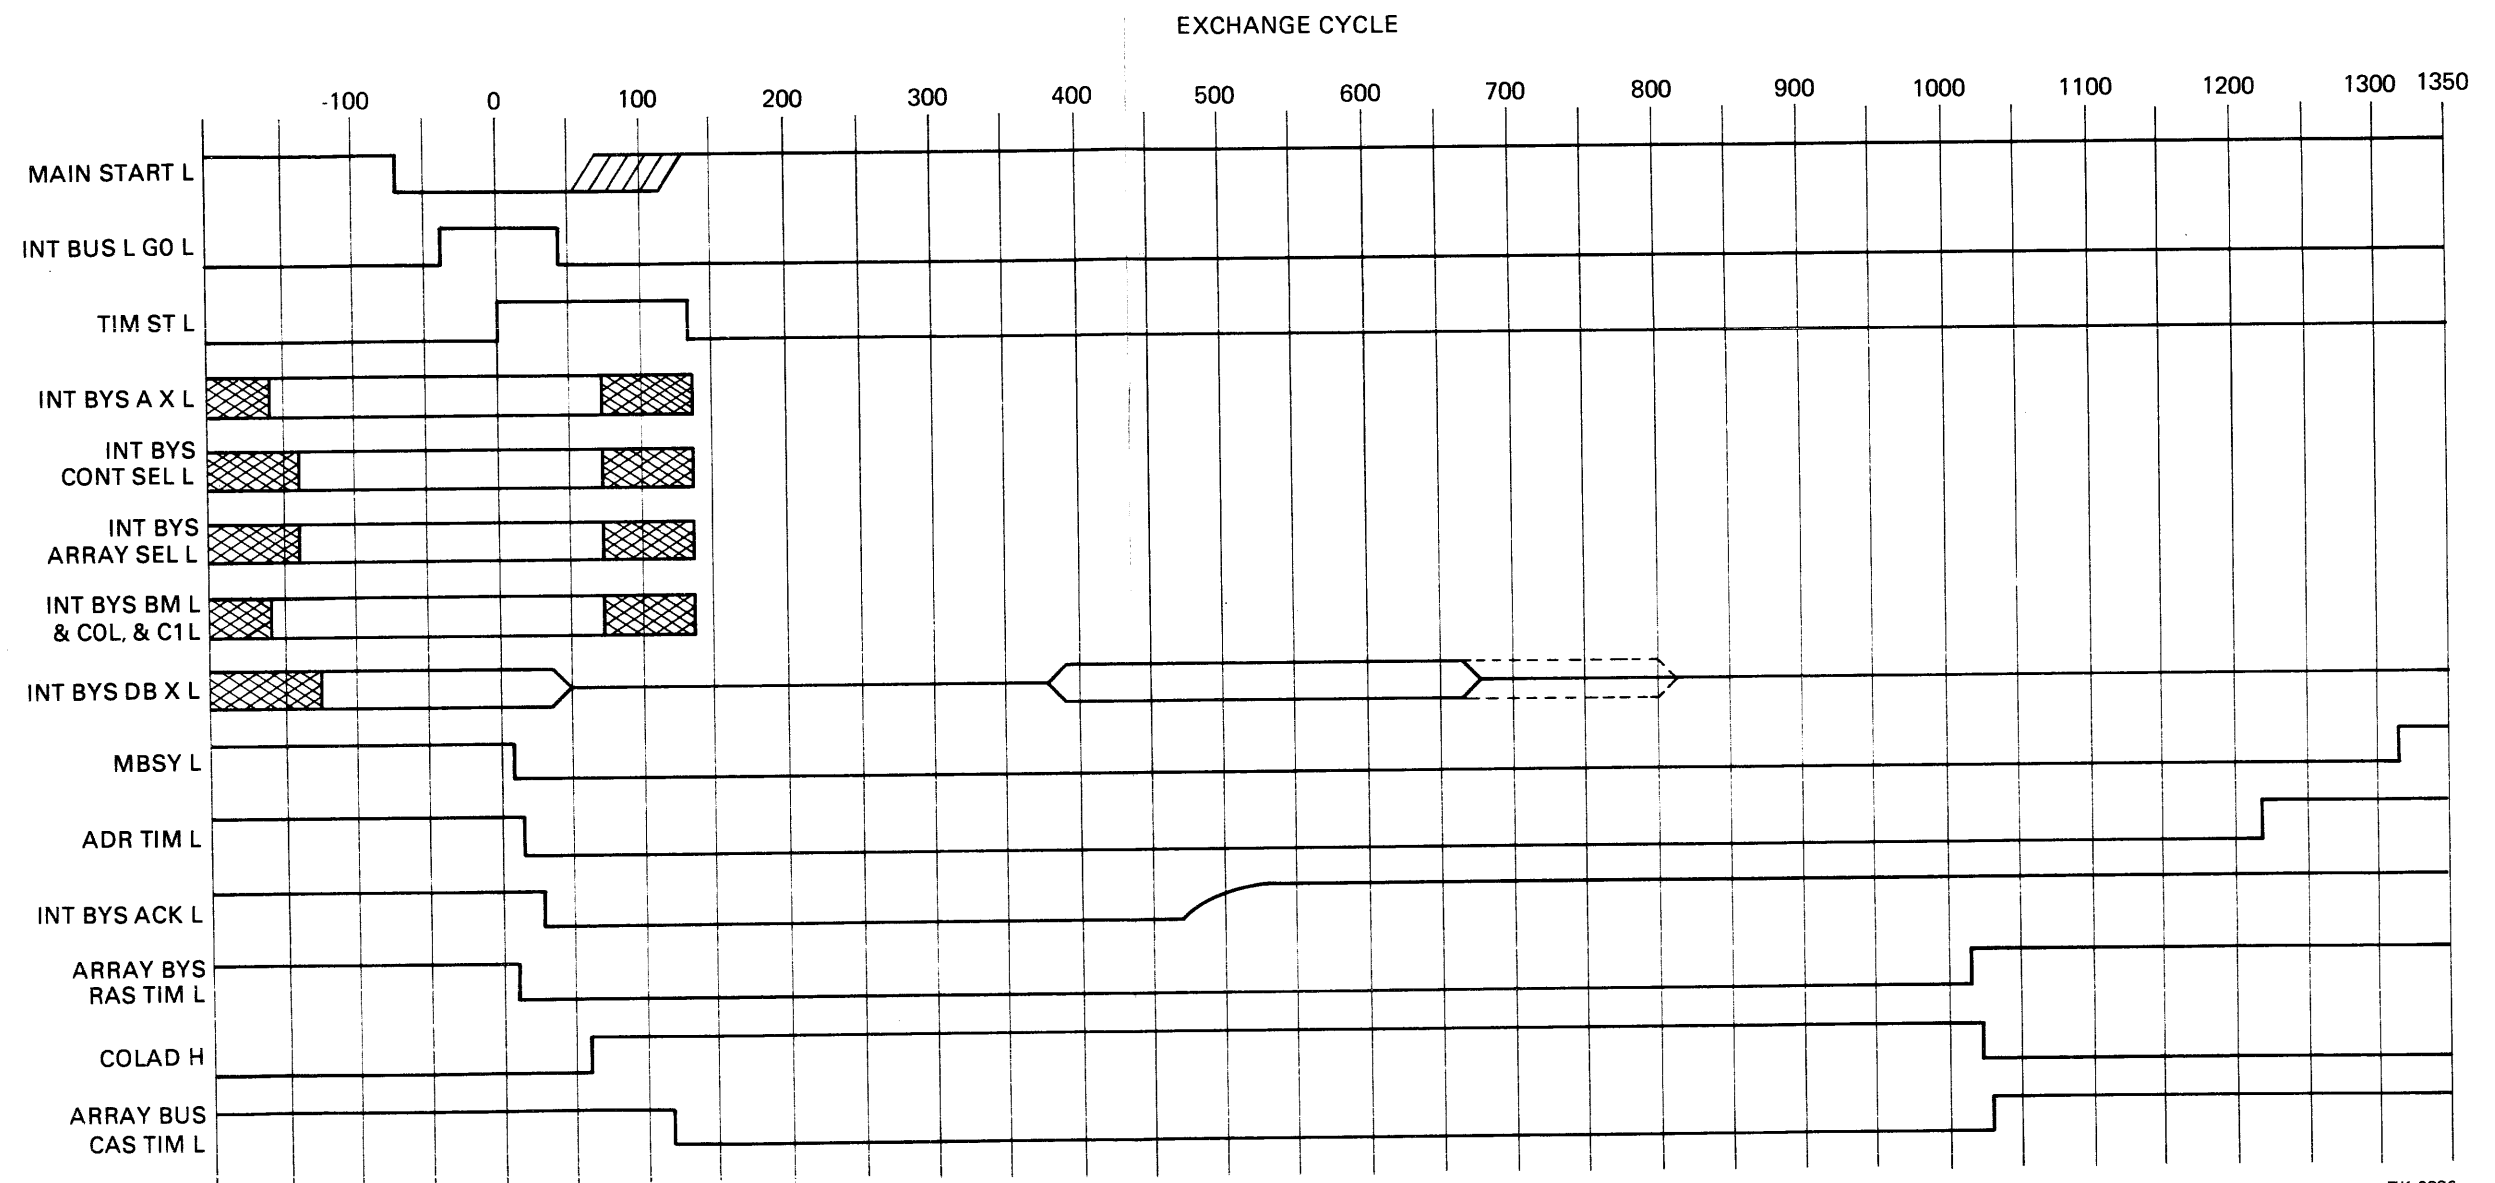 EXCHANGE CYCLE
-100 0 100 200 300 400 500 600 700 800 900 1000 1100 1200 1300 1350
MAIN START L
INT BUS L GO L
TIM ST L
INT BYS A X L
INT BYS
CONT SEL L
INT BYS
ARRAY SEL L
INT BYS BM L
& COL, & C1L
INT BYS DB X L
MBSY L
ADR TIM L
INT BYS ACK L
ARRAY BYS
RAS TIM L
COLAD H
ARRAY BUS
CAS TIM L